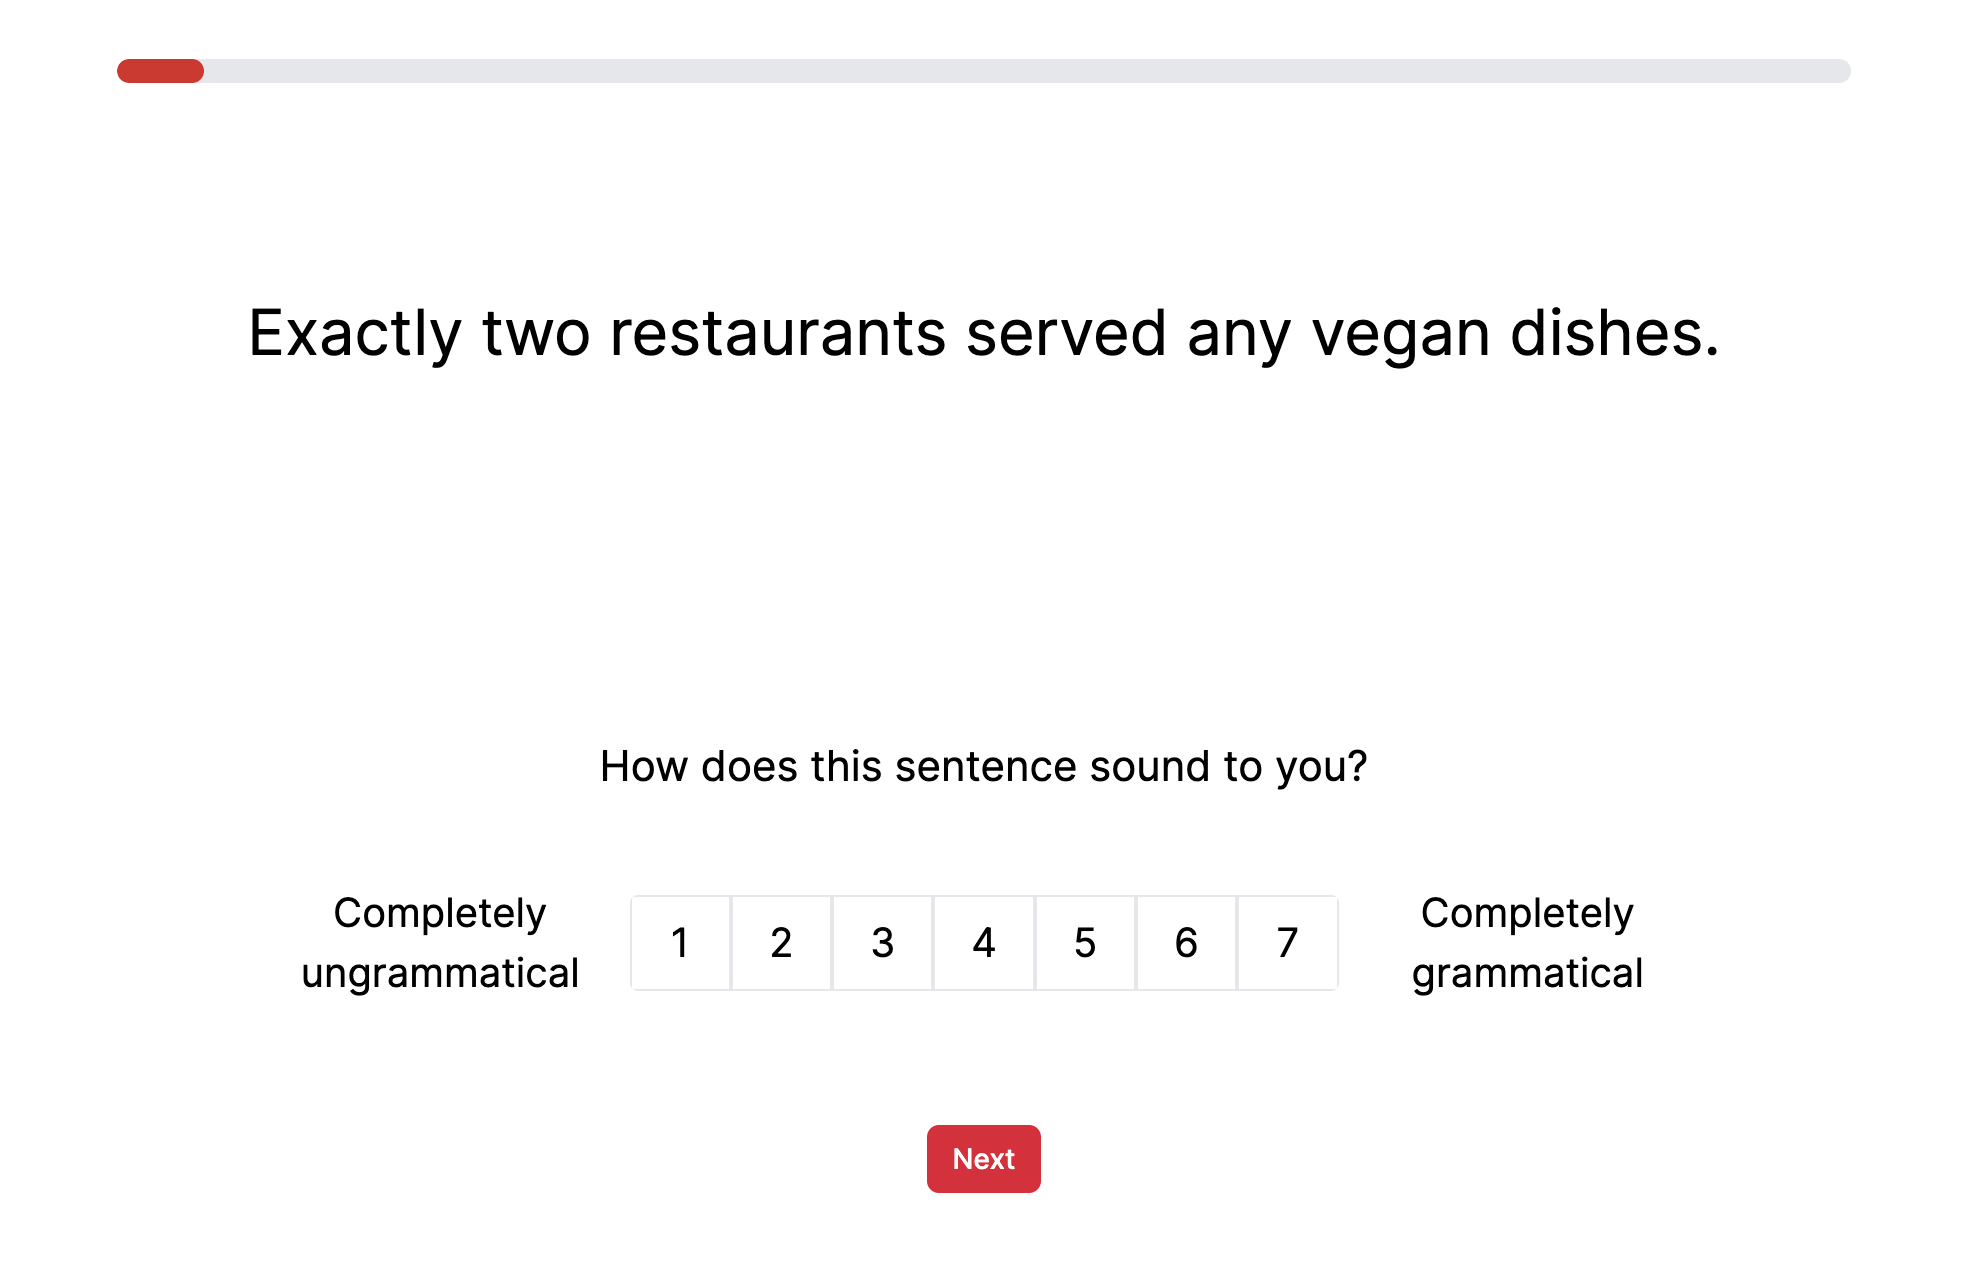 Exactly two restaurants served any vegan dishes.
How does this sentence sound to you?
Completely
ungrammatical
1 2 3 4 5 6 7
Completely
grammatical
Next